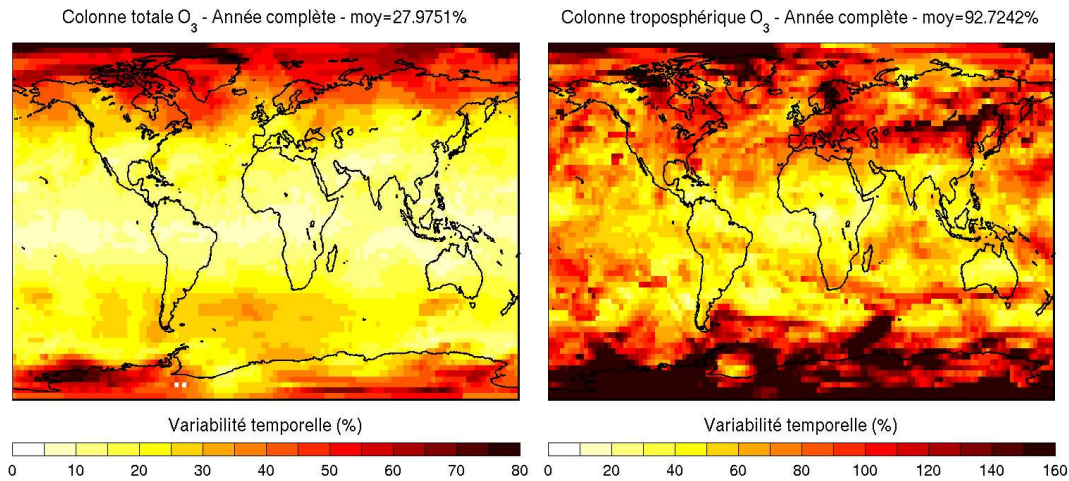 Colonne totale O3 - Année complète - moy=27.9751%
Colonne troposphérique O3 - Année complète - moy=92.7242%
Variabilité temporelle (%)
0 10 20 30 40 50 60 70 80
Variabilité temporelle (%)
0 20 40 60 80 100 120 140 160